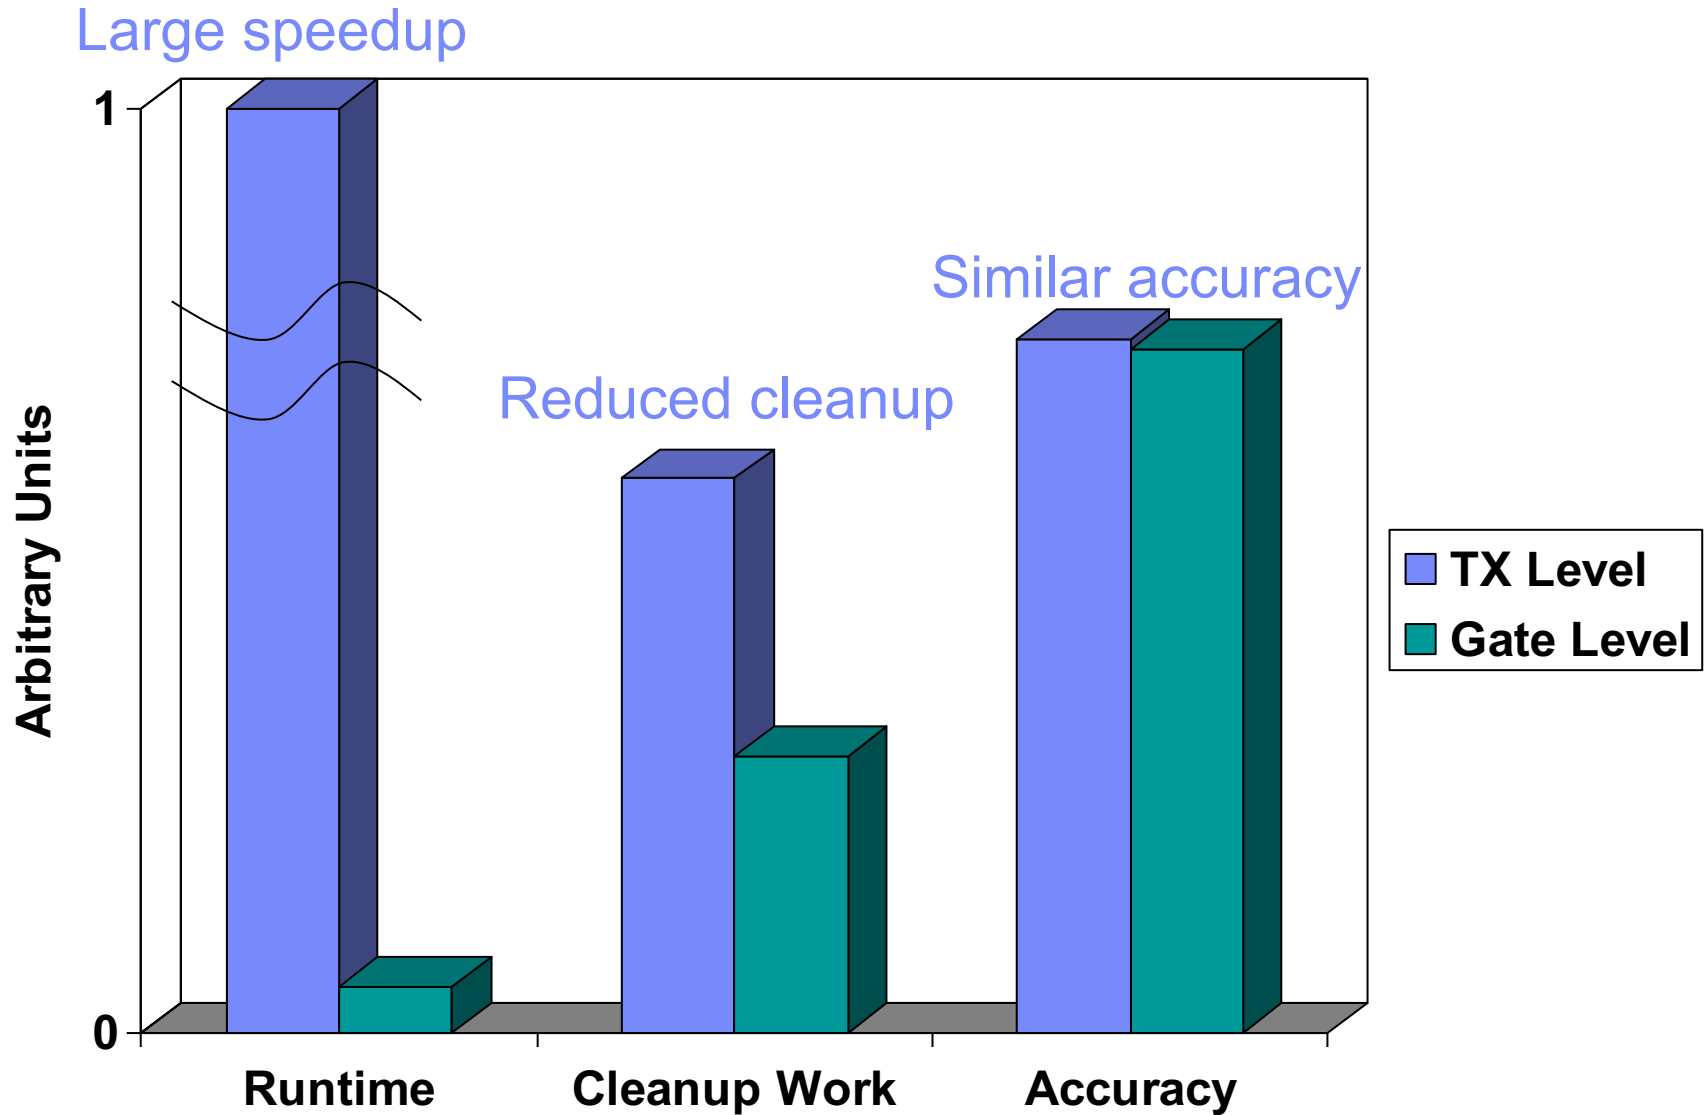 Large speedup
1
Similar accuracy
Reduced cleanup
Arbitrary Units
TX Level
Gate Level
0
Runtime
Cleanup Work
Accuracy